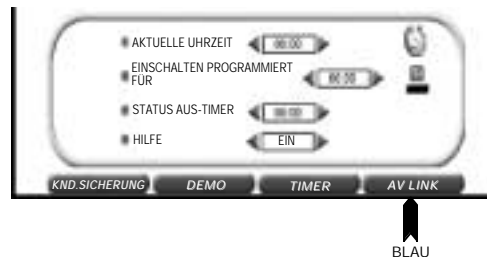 AKTUELLE UHRZEIT 00:00
EINSCHALTEN PROGRAMMIERT
FÜR 00:00
STATUS AUS-TIMER 00:00
HILFE EIN
KND.SICHERUNG DEMO TIMER AV LINK
BLAU